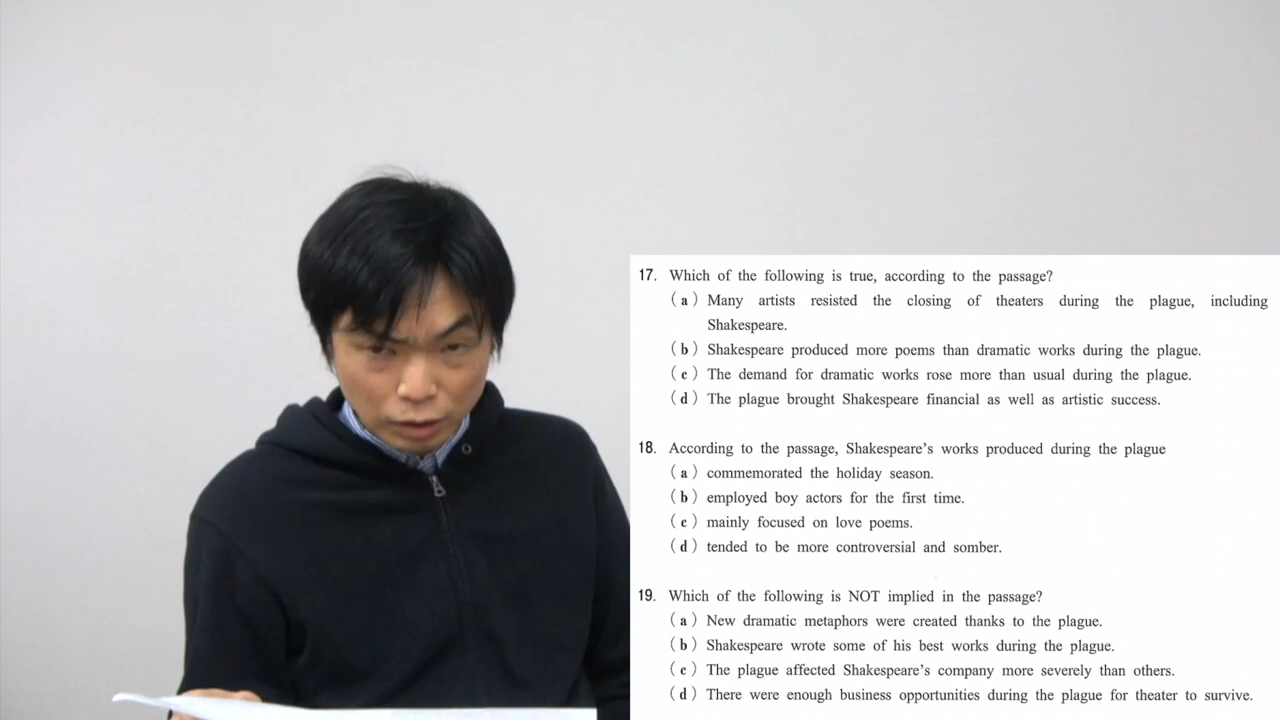 17. Which of the following is true, according to the passage?
(a) Many artists resisted the closing of theaters during the plague, including
Shakespeare.
(b) Shakespeare produced more poems than dramatic works during the plague.
(c) The demand for dramatic works rose more than usual during the plague.
(d) The plague brought Shakespeare financial as well as artistic success.
18. According to the passage, Shakespeare's works produced during the plague
(a) commemorated the holiday season.
(b) employed boy actors for the first time.
(c) mainly focused on love poems.
(d) tended to be more controversial and somber.
19. Which of the following is NOT implied in the passage?
(a) New dramatic metaphors were created thanks to the plague.
(b) Shakespeare wrote some of his best works during the plague.
(c) The plague affected Shakespeare's company more severely than others.
(d) There were enough business opportunities during the plague for theater to survive.